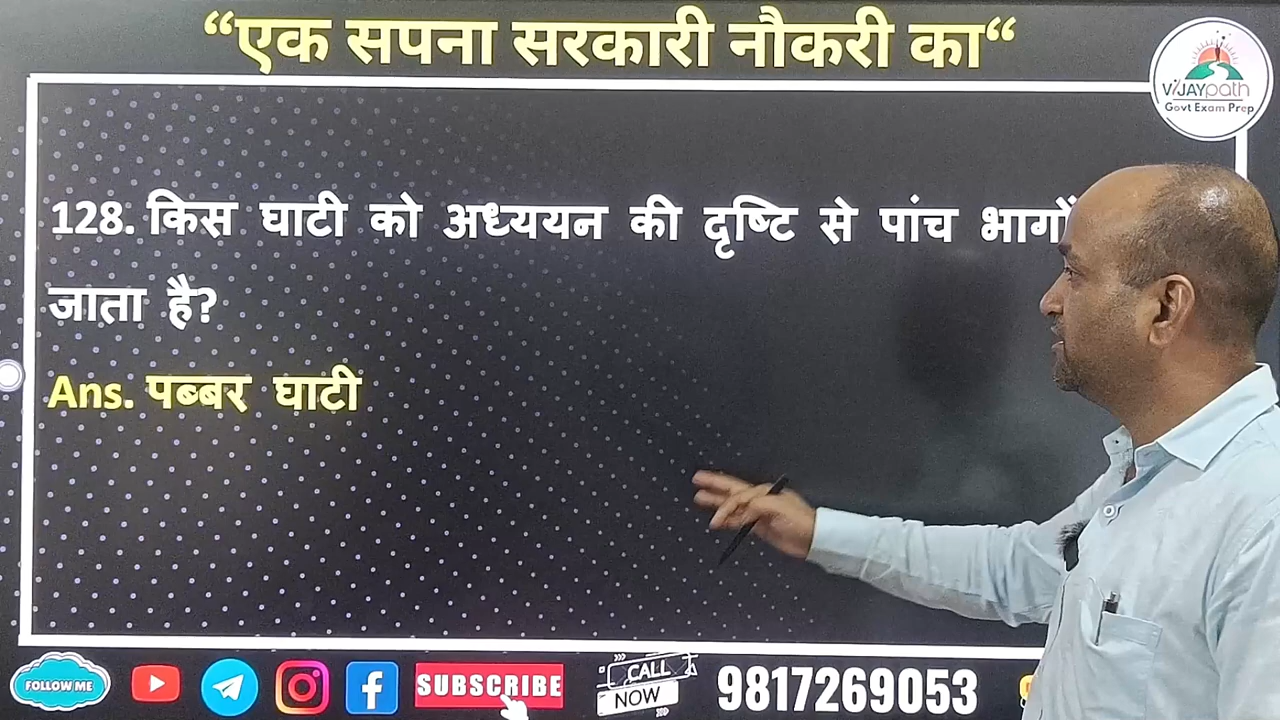 “एक सपना सरकारी नौकरी का“
VIJAYpath
Govt Exam Prep
128. किस घाटी को अध्ययन की दृष्टि से पांच भागों
जाता है?
Ans. पब्बर घाटी
FOLLOW ME
SUBSCRIBE
CALL
NOW
9817269053